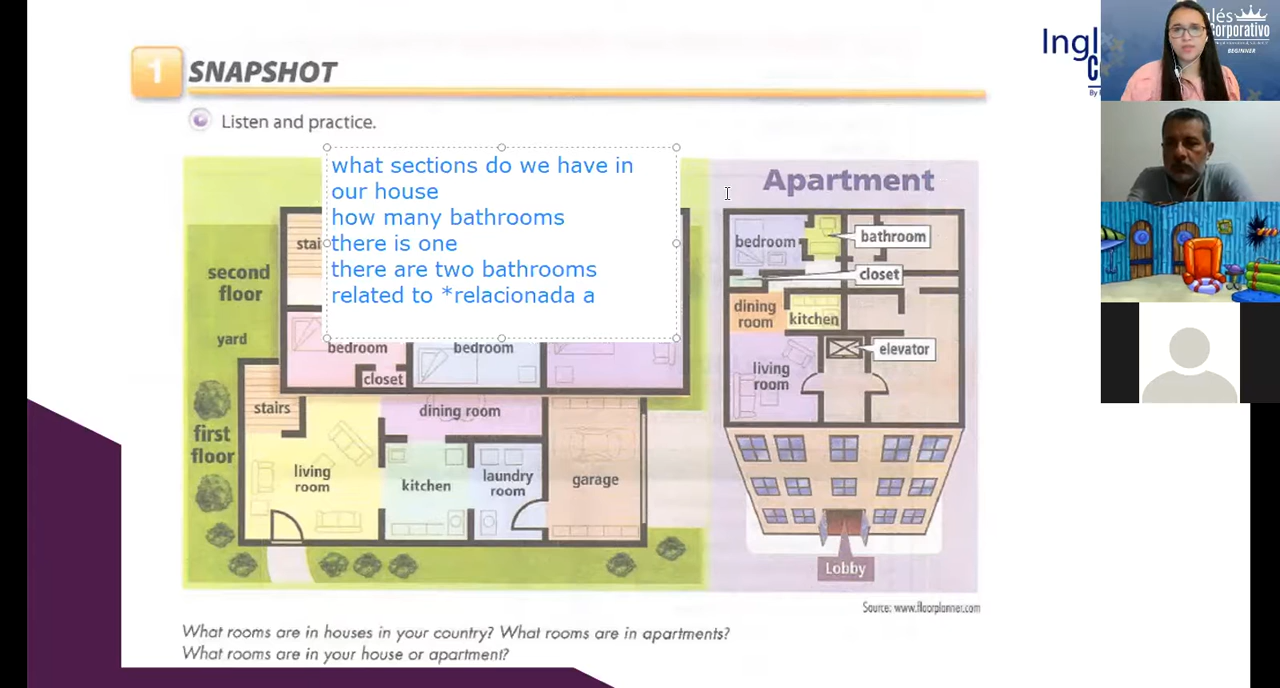 1 SNAPSHOT
Listen and practice.
what sections do we have in
our house
how many bathrooms
there is one
there are two bathrooms
related to *relacionada a
second
floor
yard
bedroom
closet
bedroom
stairs
first
floor
living
room
dining room
kitchen
laundry
room
garage
Apartment
bedroom
bathroom
closet
dining
room
kitchen
elevator
living
room
Lobby
Source: www.floorplanner.com
What rooms are in houses in your country? What rooms are in apartments?
What rooms are in your house or apartment?
Corporativo
BEGINNER